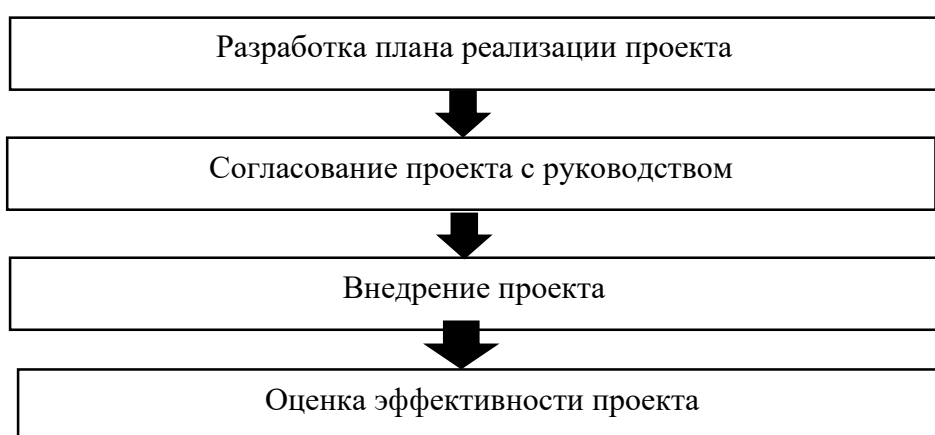 Разработка плана реализации проекта
Согласование проекта с руководством
Внедрение проекта
Оценка эффективности проекта